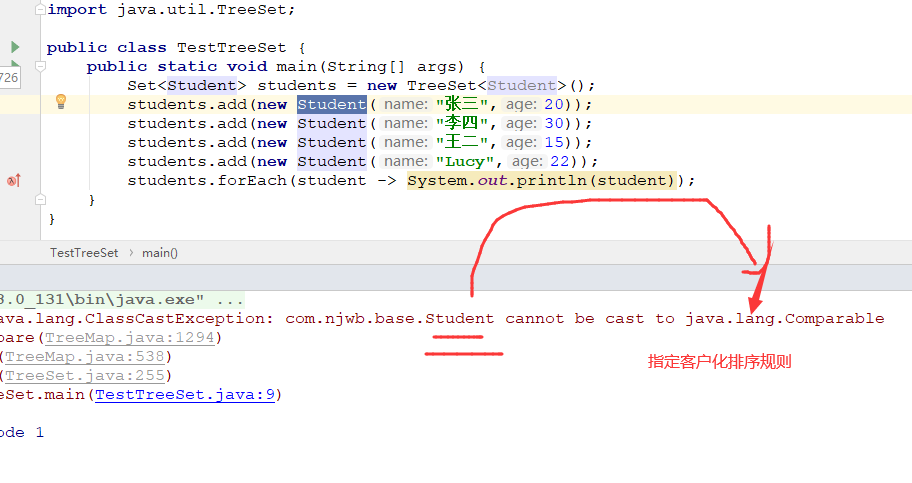 import java.util.TreeSet;
public class TestTreeSet {
public static void main(String[] args) {
726
Set<Student> students = new TreeSet<Student>();
students.add(new Student( name: "张三", age: 20));
students.add(new Student( name: "李四", age: 30));
students.add(new Student( name: "王二", age: 15));
students.add(new Student( name: "Lucy", age: 22));
students.forEach(student -> System.out.println(student));
}
}
TestTreeSet › main()
8.0_131\bin\java.exe" ...
ava.lang.ClassCastException: com.njwb.base.Student cannot be cast to java.lang.Comparable
pare(TreeMap.java:1294)
(TreeMap.java:538)
指定客户化排序规则
(TreeSet.java:255)
eSet.main(TestTreeSet.java:9)
ode 1